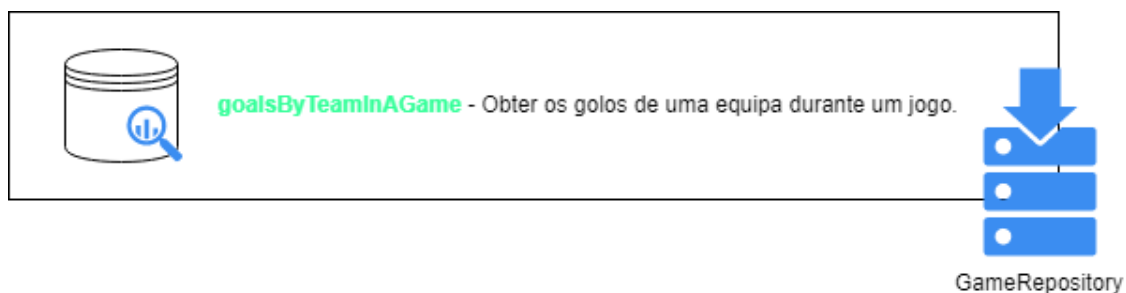 goalsByTeamInAGame - Obter os golos de uma equipa durante um jogo.
GameRepository